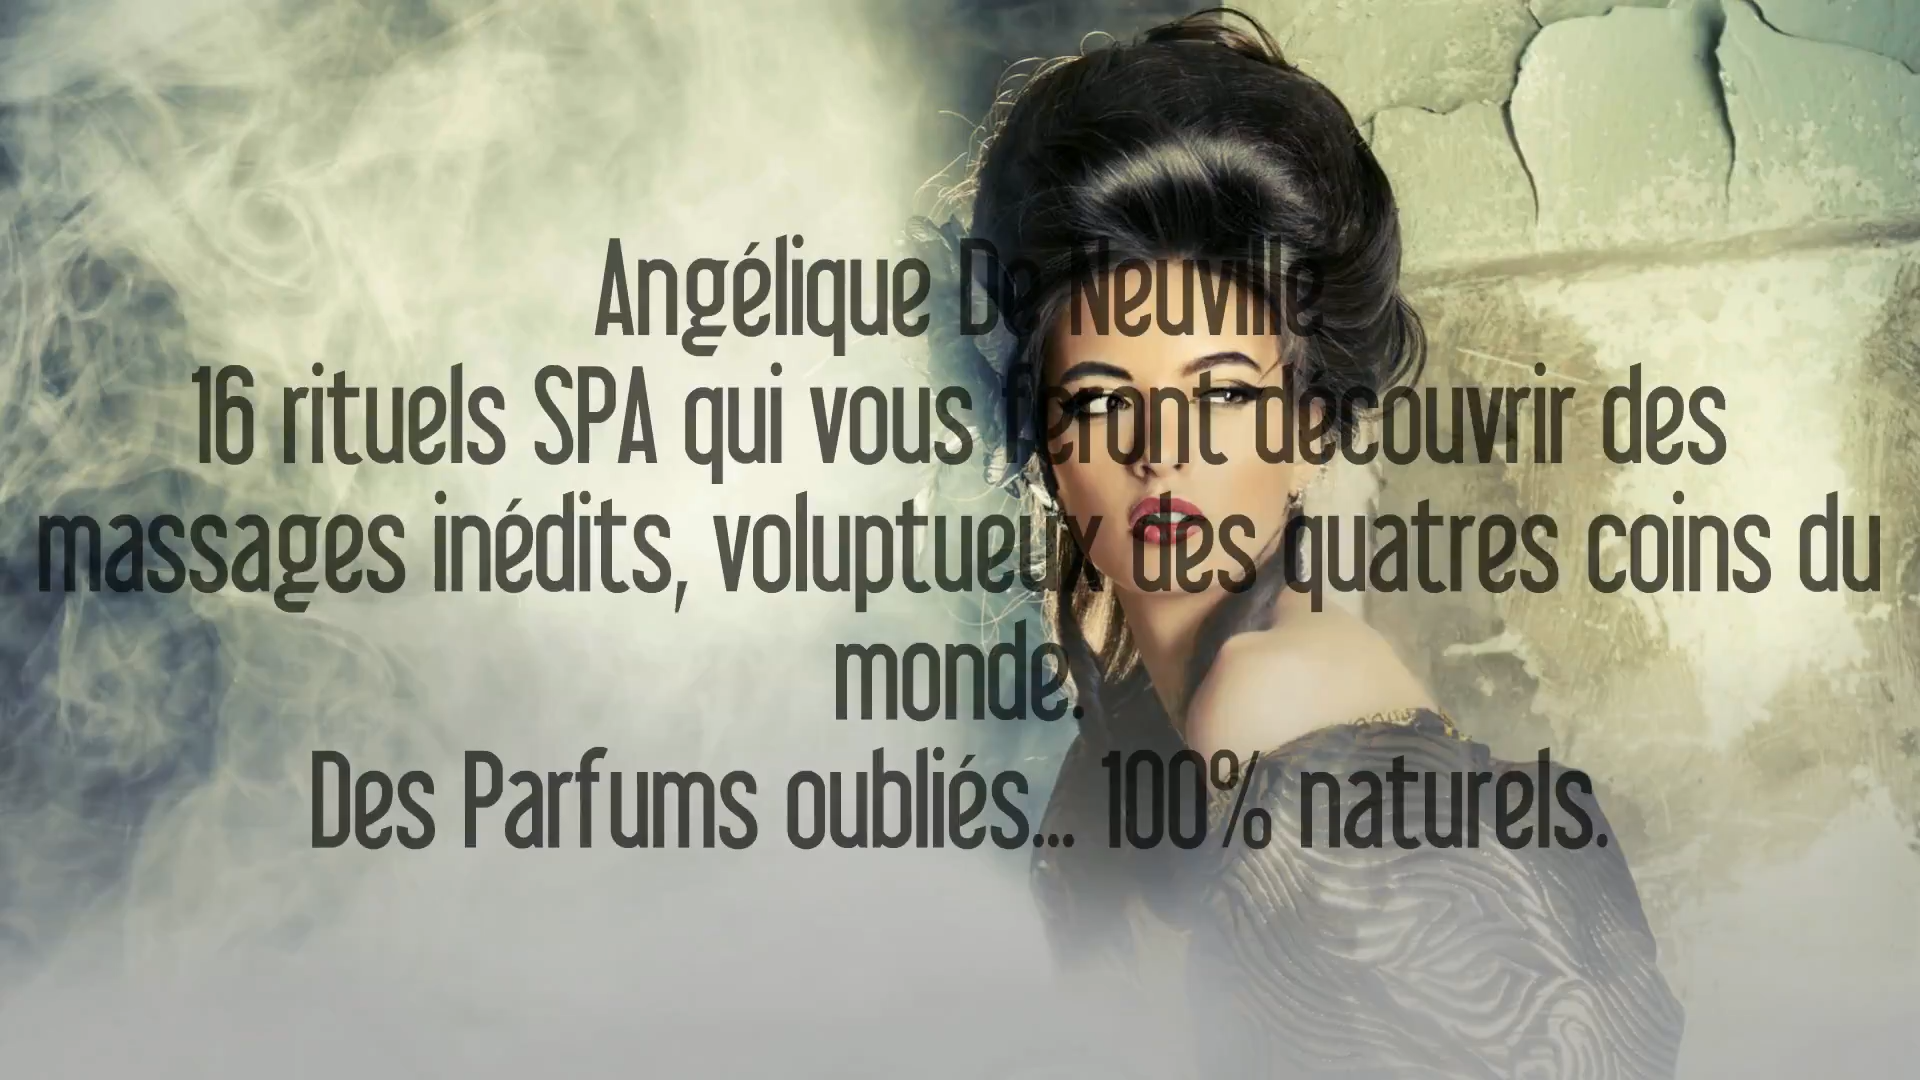 Angélique De Neuville
16 rituels SPA qui vous feront découvrir des
massages inédits, voluptueux des quatres coins du
monde.
Des Parfums oubliés... 100% naturels.